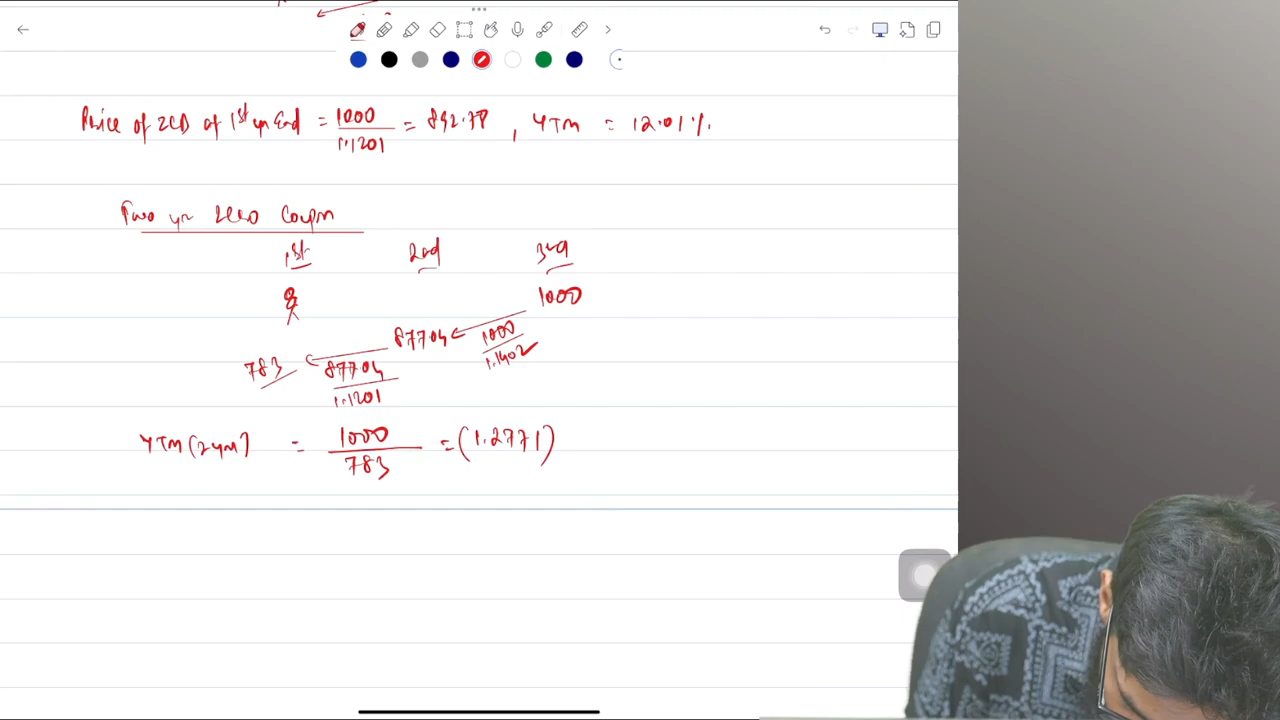 Price of ZCB at 1st yr End = 1000/1.1201 = 892.78, YTM = 12.01%
Two yr Zero Coupon
1st 2nd 3rd
1000
877.04 1000/1.1402
783 877.04/1.1201
YTM (2yr) = 1000/783 = (1.2771)